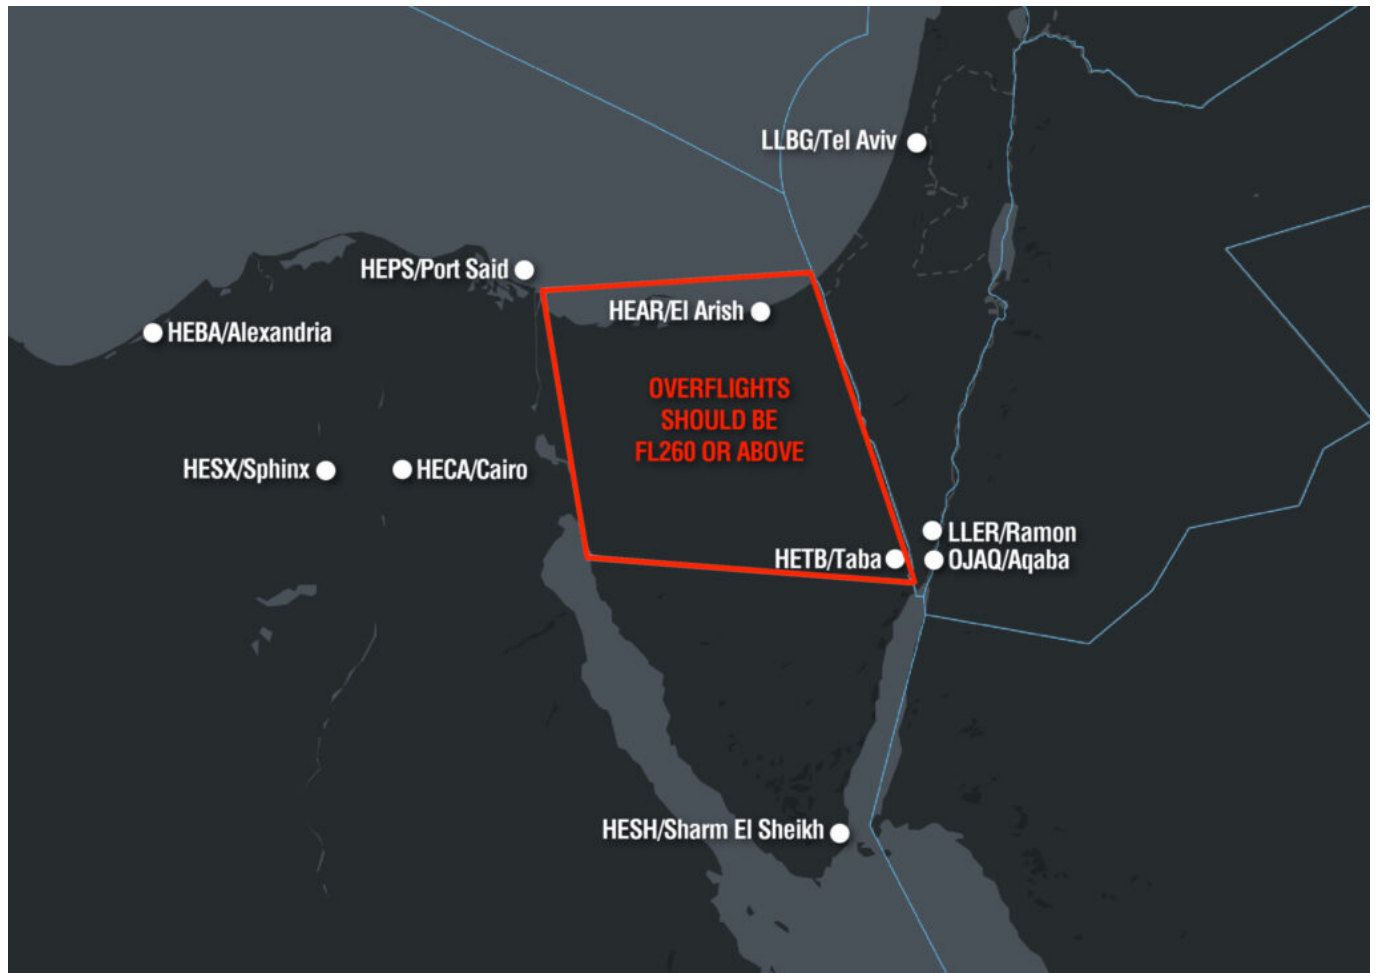 LLBG/Tel Aviv
HEPS/Port Said
HEAR/El Arish
HEBA/Alexandria
OVERFLIGHTS
SHOULD BE
FL260 OR ABOVE
HESX/Sphinx
HECA/Cairo
LLER/Ramon
HETB/Taba
OJAQ/Aqaba
HESH/Sharm El Sheikh